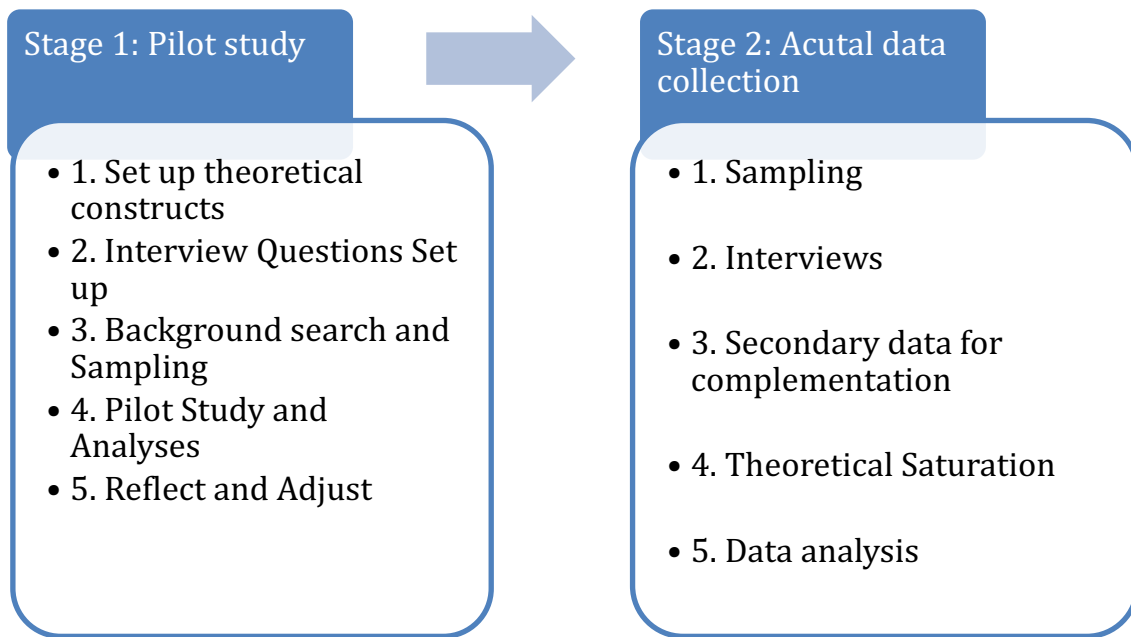 Stage 1: Pilot study
• 1. Set up theoretical
constructs
• 2. Interview Questions Set
up
• 3. Background search and
Sampling
• 4. Pilot Study and
Analyses
• 5. Reflect and Adjust
Stage 2: Acutal data
collection
• 1. Sampling
• 2. Interviews
• 3. Secondary data for
complementation
• 4. Theoretical Saturation
• 5. Data analysis